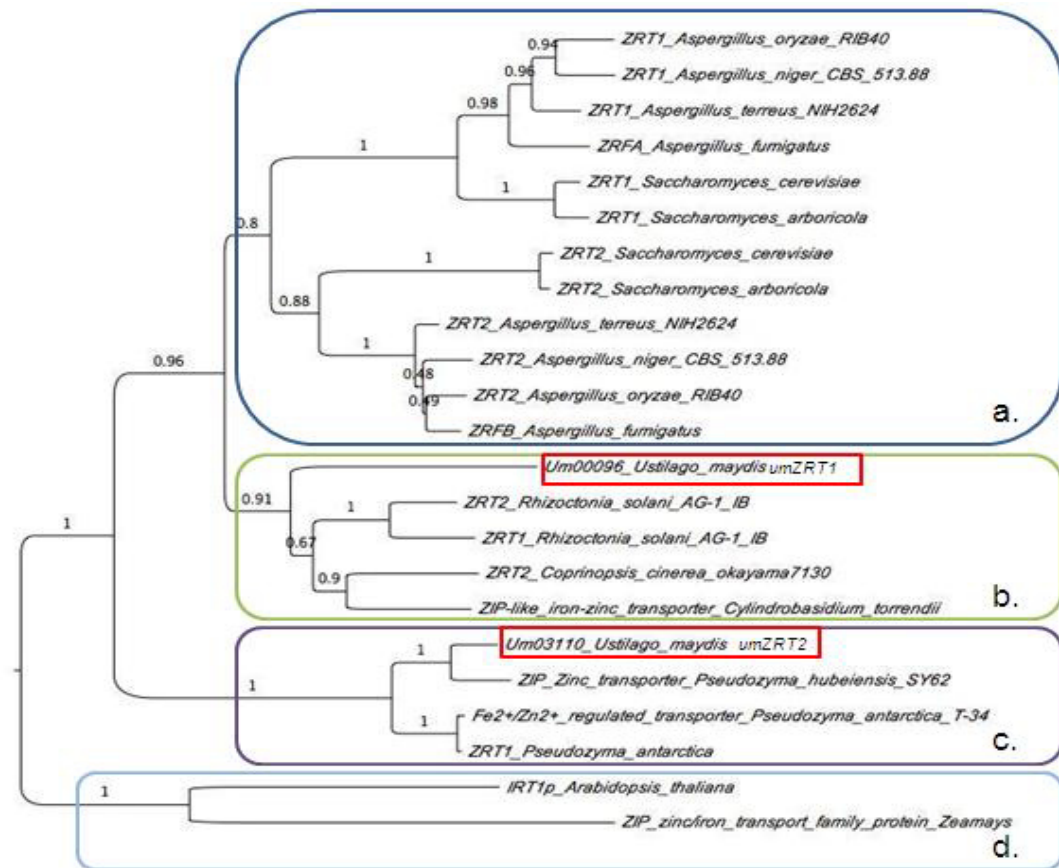 0.94
ZRT1_Aspergillus_oryzae_RIB40
0.96
ZRT1_Aspergillus_niger_CBS_513.88
0.98
ZRT1_Aspergillus_terreus_NIH2624
ZRFA_Aspergillus_fumigatus
1
ZRT1_Saccharomyces_cerevisiae
1
ZRT1_Saccharomyces_arboricola
0.8
ZRT2_Saccharomyces_cerevisiae
1
ZRT2_Saccharomyces_arboricola
0.88
ZRT2_Aspergillus_terreus_NIH2624
1
ZRT2_Aspergillus_niger_CBS_513.88
0.96
0.48
ZRT2_Aspergillus_oryzae_RIB40
0.49
a.
ZRFB_Aspergillus_fumigatus
Um00096_Ustilago_maydis umZRT1
0.91
ZRT2_Rhizoctonia_solani_AG-1_IB
1
1
0.67
ZRT1_Rhizoctonia_solani_AG-1_IB
ZRT2_Coprinopsis_cinerea_okayama7130
0.9
b.
ZIP-like_iron-zinc_transporter_Cylindrobasidium_torrendii
Um03110_Ustilago_maydis umZRT2
1
ZIP_Zinc_transporter_Pseudozyma_hubeiensis_SY62
1
Fe2+/Zn2+_regulated_transporter_Pseudozyma_antarctica_T-34
1
c.
ZRT1_Pseudozyma_antarctica
IRT1p_Arabidopsis_thaliana
1
ZIP_zinc/iron_transport_family_protein_Zeamays
d.